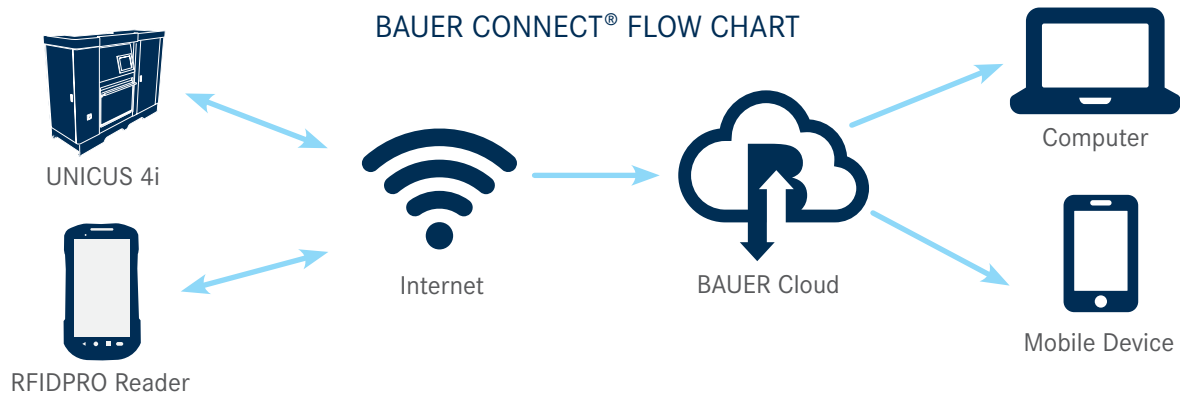 BAUER CONNECT® FLOW CHART
UNICUS 4i
RFIDPRO Reader
Internet
B
BAUER Cloud
Computer
Mobile Device